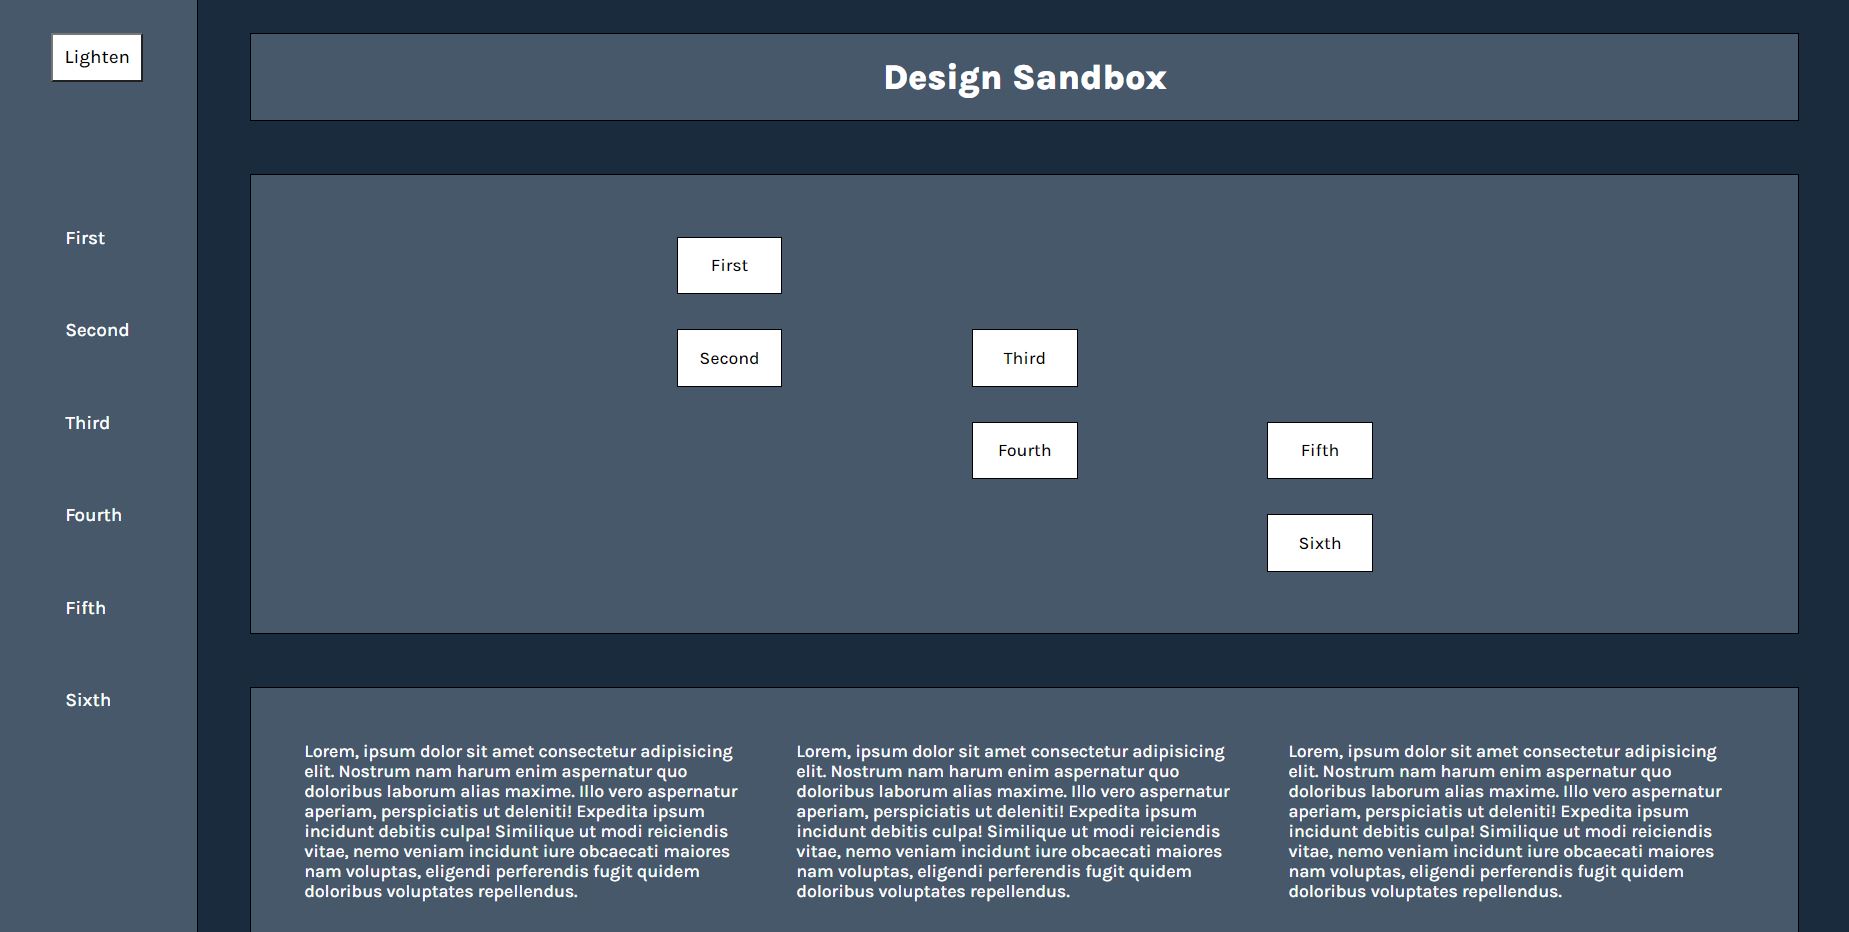 Lighten
First
Second
Third
Fourth
Fifth
Sixth
Design Sandbox
First
Second
Third
Fourth
Fifth
Sixth
Lorem, ipsum dolor sit amet consectetur adipisicing
elit. Nostrum nam harum enim aspernatur quo
doloribus laborum alias maxime. Illo vero aspernatur
aperiam, perspiciatis ut deleniti! Expedita ipsum
incidunt debitis culpa! Similique ut modi reiciendis
vitae, nemo veniam incidunt iure obcaecati maiores
nam voluptas, eligendi perferendis fugit quidem
doloribus voluptates repellendus.
Lorem, ipsum dolor sit amet consectetur adipisicing
elit. Nostrum nam harum enim aspernatur quo
doloribus laborum alias maxime. Illo vero aspernatur
aperiam, perspiciatis ut deleniti! Expedita ipsum
incidunt debitis culpa! Similique ut modi reiciendis
vitae, nemo veniam incidunt iure obcaecati maiores
nam voluptas, eligendi perferendis fugit quidem
doloribus voluptates repellendus.
Lorem, ipsum dolor sit amet consectetur adipisicing
elit. Nostrum nam harum enim aspernatur quo
doloribus laborum alias maxime. Illo vero aspernatur
aperiam, perspiciatis ut deleniti! Expedita ipsum
incidunt debitis culpa! Similique ut modi reiciendis
vitae, nemo veniam incidunt iure obcaecati maiores
nam voluptas, eligendi perferendis fugit quidem
doloribus voluptates repellendus.